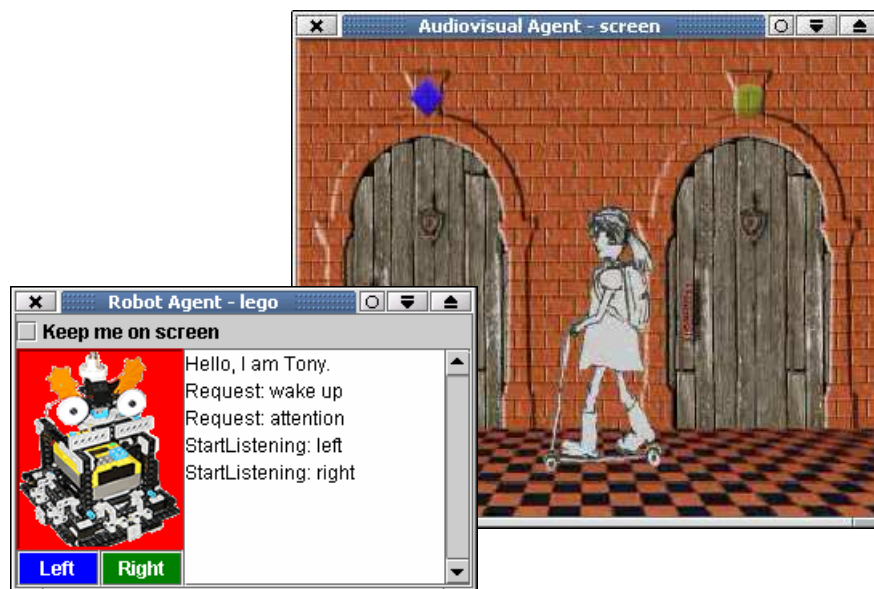 Audiovisual Agent - screen
Robot Agent - lego
Keep me on screen
Hello, I am Tony.
Request: wake up
Request: attention
StartListening: left
StartListening: right
Left
Right